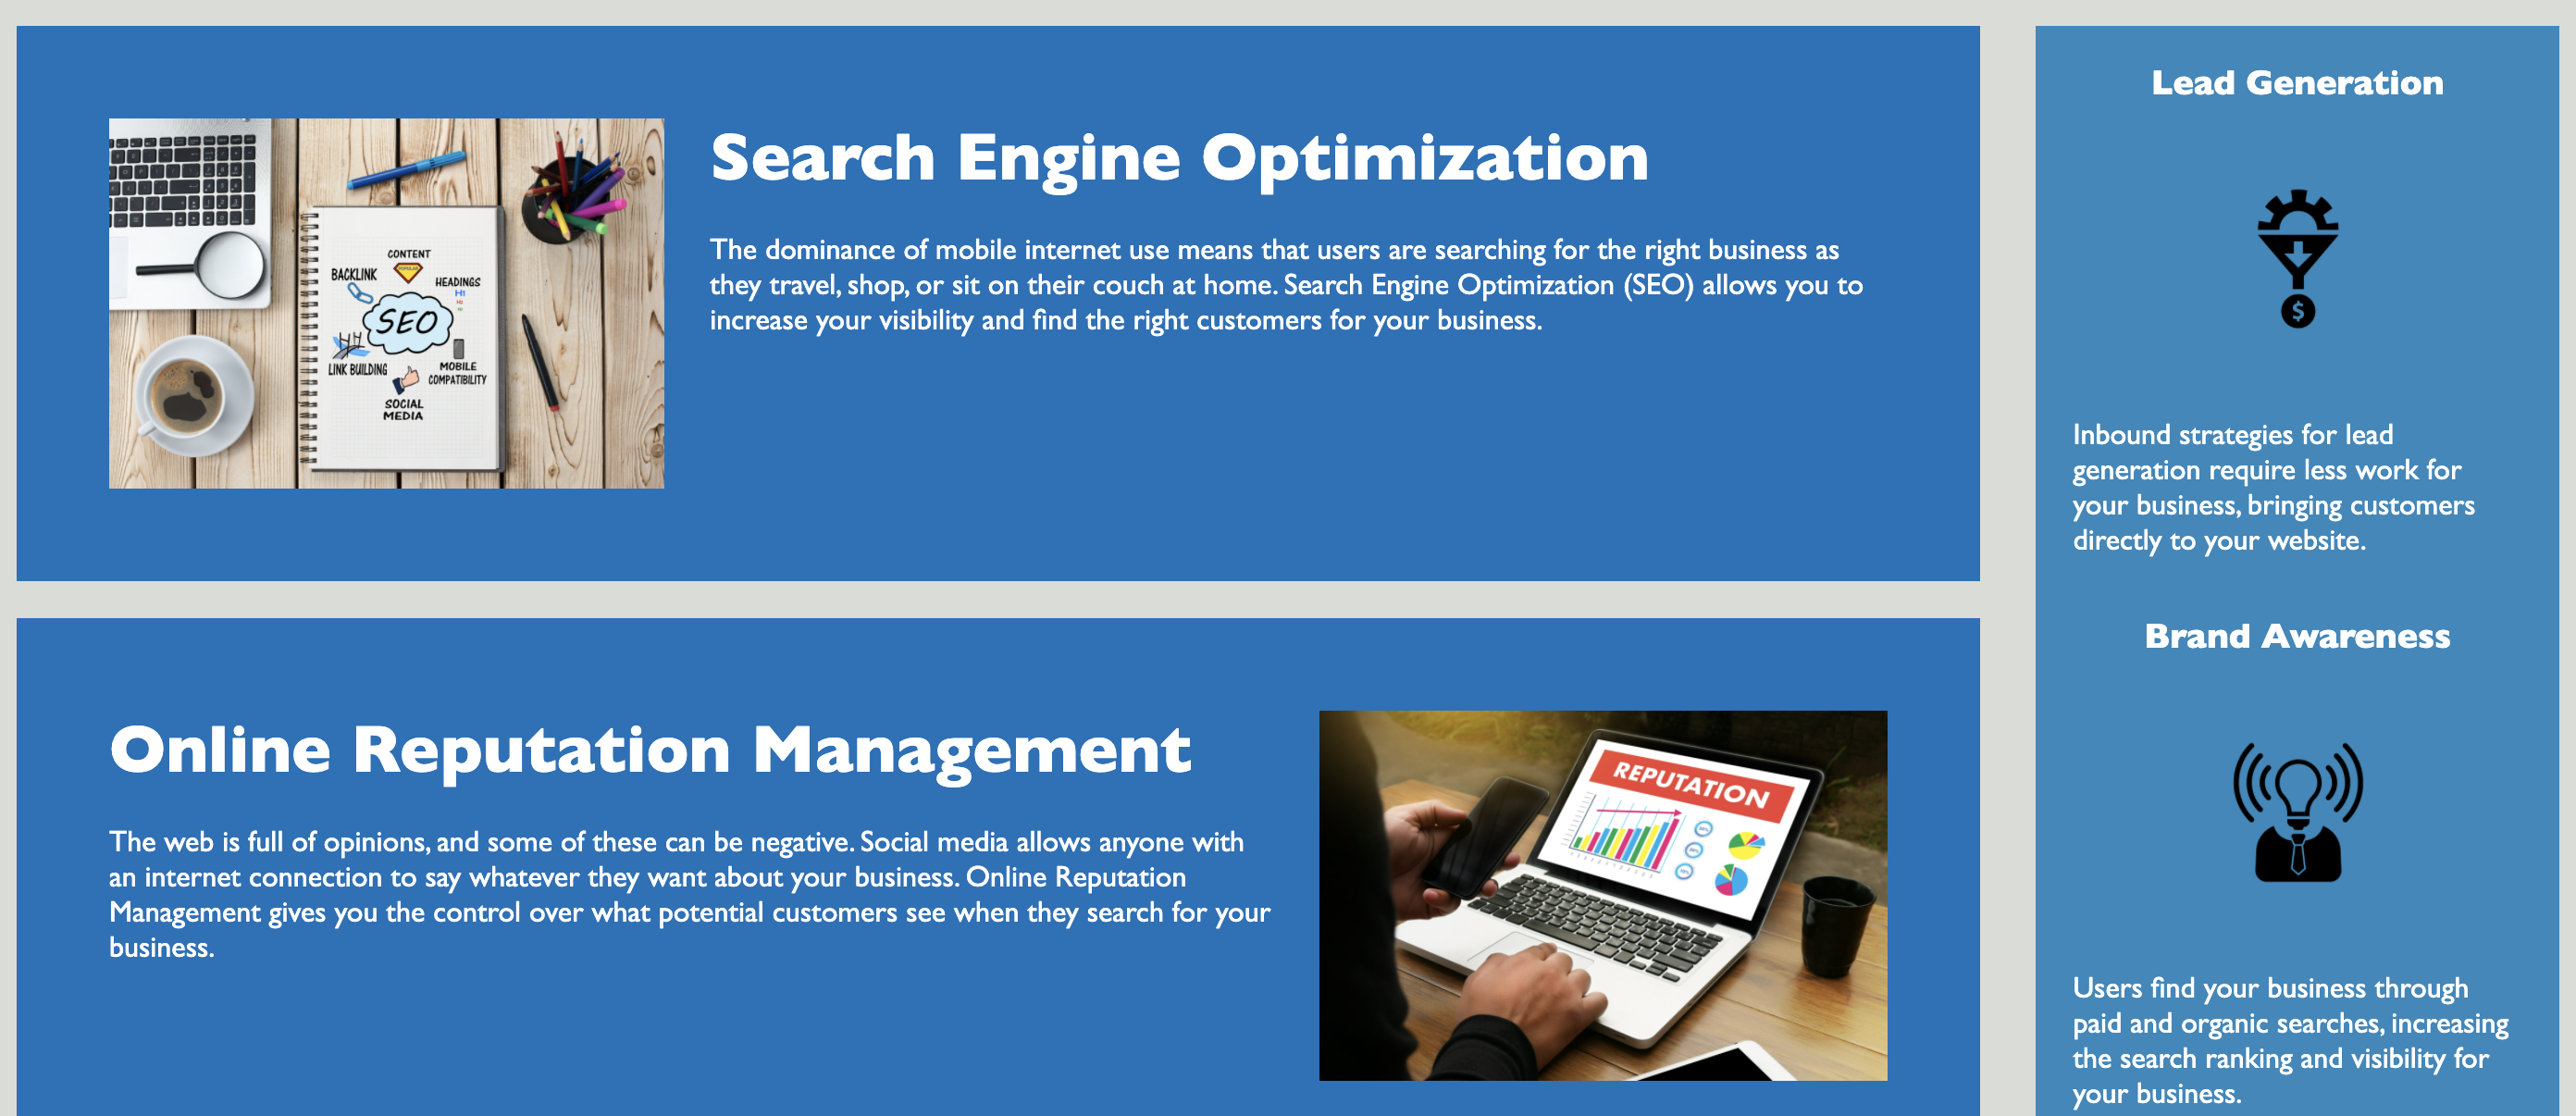 Search Engine Optimization
The dominance of mobile internet use means that users are searching for the right business as
they travel, shop, or sit on their couch at home. Search Engine Optimization (SEO) allows you to
increase your visibility and find the right customers for your business.
CONTENT
BACKLINK
HEADINGS
H1
SEO
LINK BUILDING
MOBILE
COMPATIBILITY
SOCIAL
MEDIA
Online Reputation Management
The web is full of opinions, and some of these can be negative. Social media allows anyone with
an internet connection to say whatever they want about your business. Online Reputation
Management gives you the control over what potential customers see when they search for your
business.
REPUTATION
Lead Generation
$
Inbound strategies for lead
generation require less work for
your business, bringing customers
directly to your website.
Brand Awareness
Users find your business through
paid and organic searches, increasing
the search ranking and visibility for
your business.